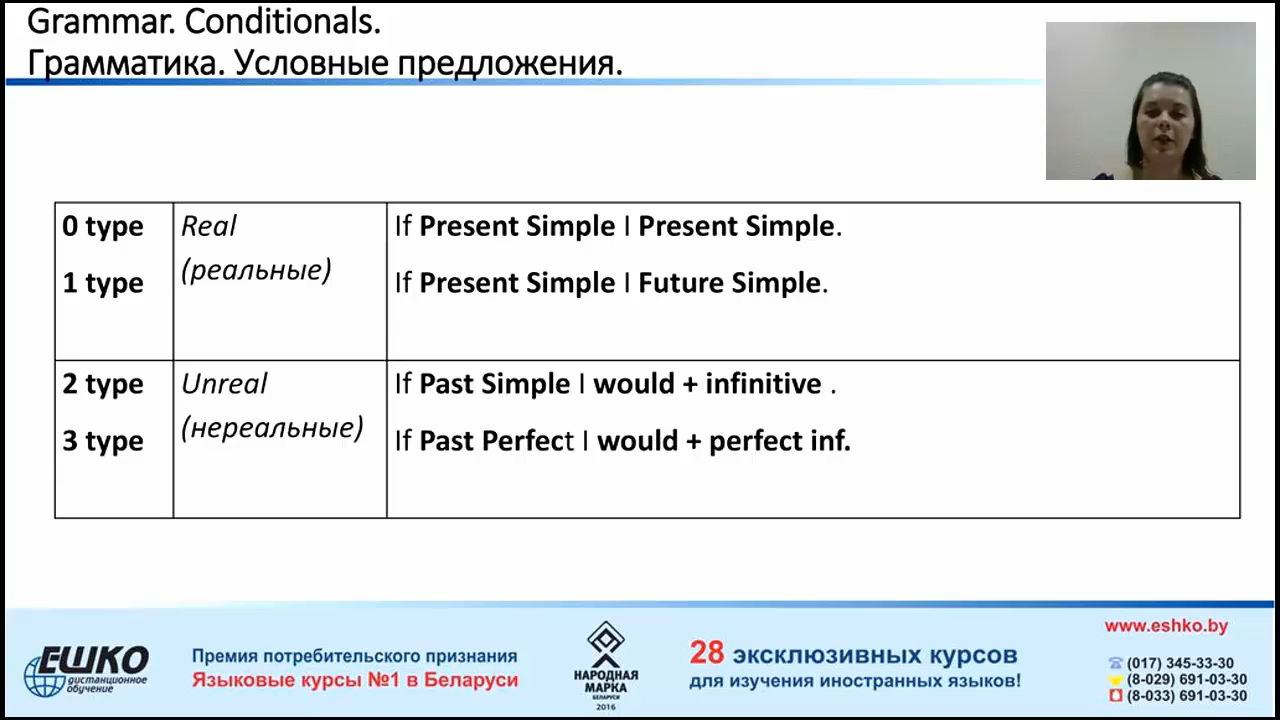 Grammar. Conditionals.
Грамматика. Условные предложения.
0 type
Real
If Present Simple I Present Simple.
(реальные)
1 type
If Present Simple I Future Simple.
2 type
Unreal
If Past Simple I would + infinitive .
(нереальные)
3 type
If Past Perfect I would + perfect inf.
ЕШКО
дистанционное
обучение
Премия потребительского признания
Языковые курсы №1 в Беларуси
НАРОДНАЯ
МАРКА
БЕЛАРУСИ
2016
28 эксклюзивных курсов
для изучения иностранных языков!
www.eshko.by
(017) 345-33-30
(8-029) 691-03-30
(8-033) 691-03-30